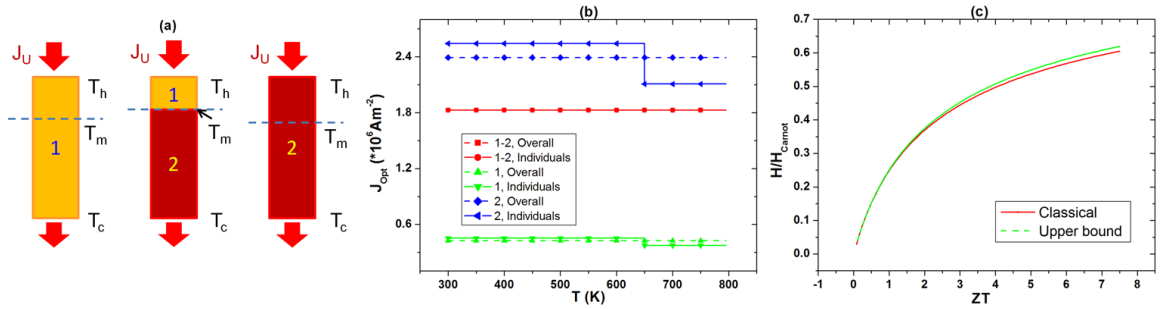 (a)
J_U
J_U
J_U
T_h
T_h
T_h
1
1
2
2
T_m
T_m
T_m
T_c
T_c
T_c
(b)
J_Opt (*10^6Am^-2)
2.4
1.8
1.2
0.6
1-2, Overall
1-2, Individuals
1, Overall
1, Individuals
2, Overall
2, Individuals
300 400 500 600 700 800
T (K)
(c)
H/H_Carnot
0.7
0.6
0.5
0.4
0.3
0.2
0.1
0.0
Classical
Upper bound
-1 0 1 2 3 4 5 6 7 8
ZT